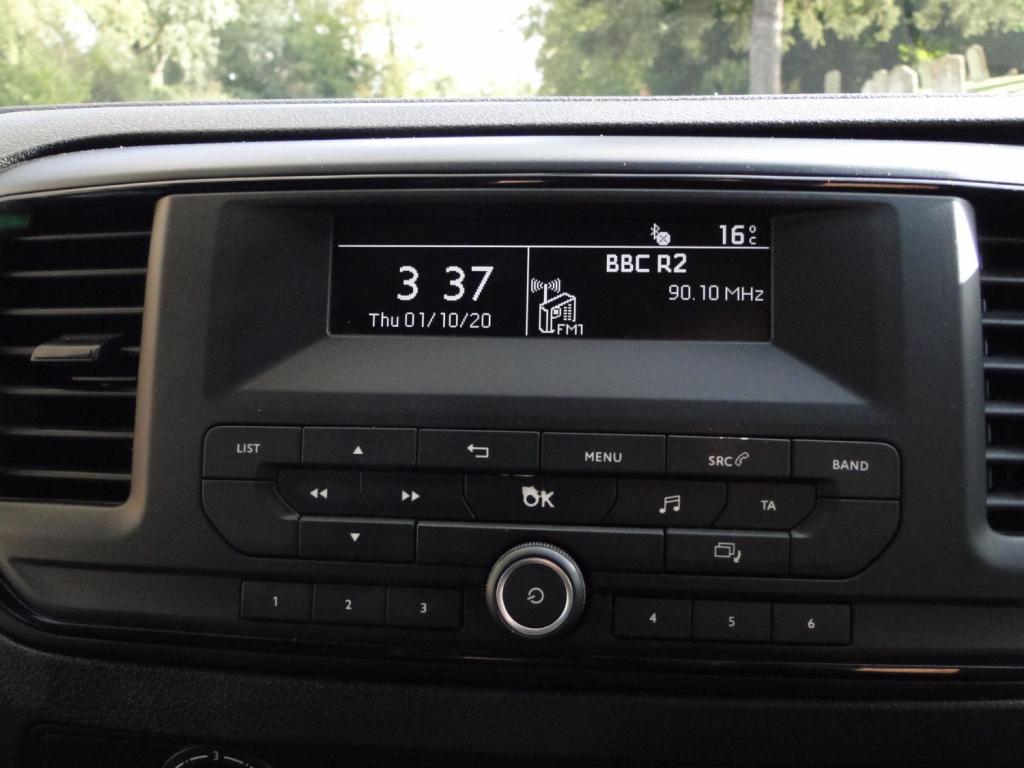 16°c
BBC R2
3 37
90.10 MHz
Thu 01/10/20
FM1
LIST
MENU
SRC
BAND
OK
TA
1 2 3
4 5 6
3